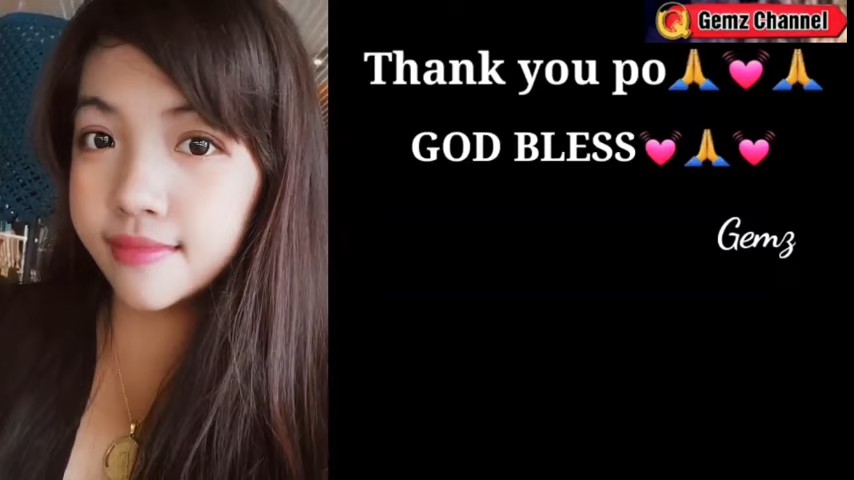 Gemz Channel
Thank you po🙏💓🙏
GOD BLESS💓🙏💓
Gemz